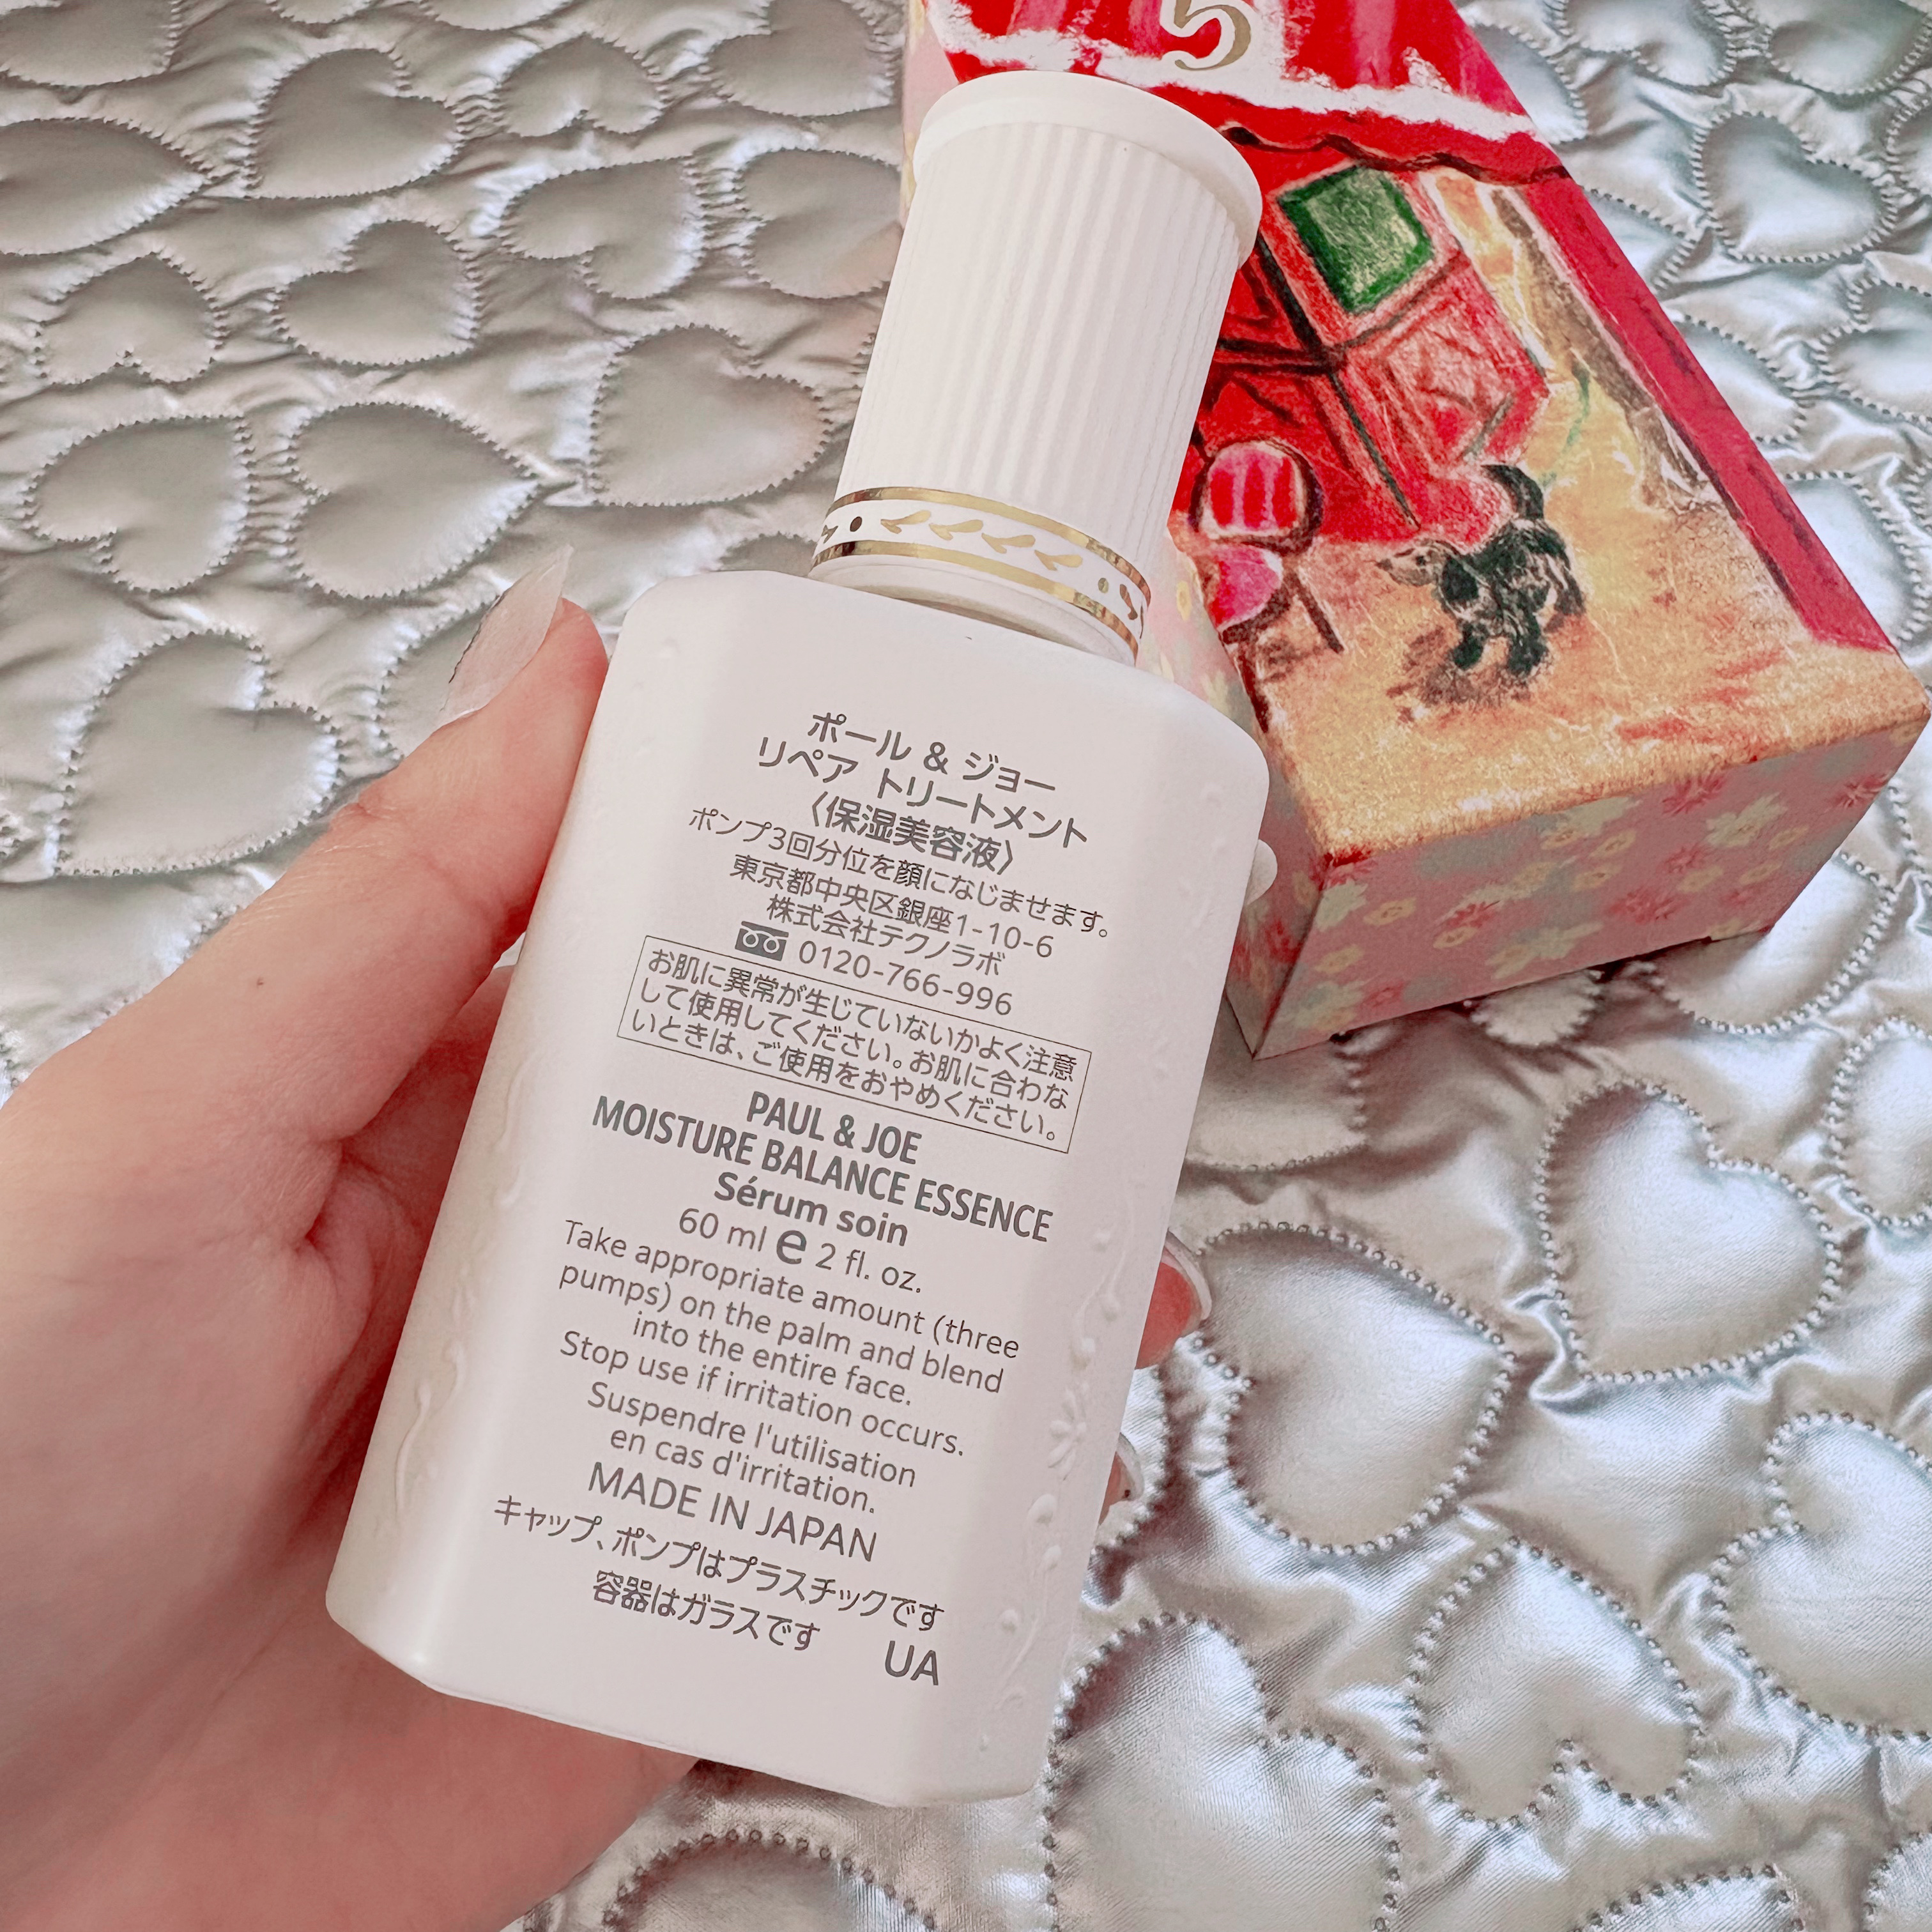 5
ポール & ジョー
リペア トリートメント
〈保湿美容液〉
ポンプ3回分位を顔になじませます。
東京都中央区銀座1-10-6
株式会社テクノラボ
0120-766-996
お肌に異常が生じていないかよく注意
して使用してください。お肌に合わな
いときは、ご使用をおやめください。
PAUL & JOE
MOISTURE BALANCE ESSENCE
Sérum soin
60 ml e 2 fl. oz.
Take appropriate amount (three
pumps) on the palm and blend
into the entire face.
Stop use if irritation occurs.
Suspendre l'utilisation
en cas d'irritation.
MADE IN JAPAN
キャップ、ポンプはプラスチックです
容器はガラスです
UA